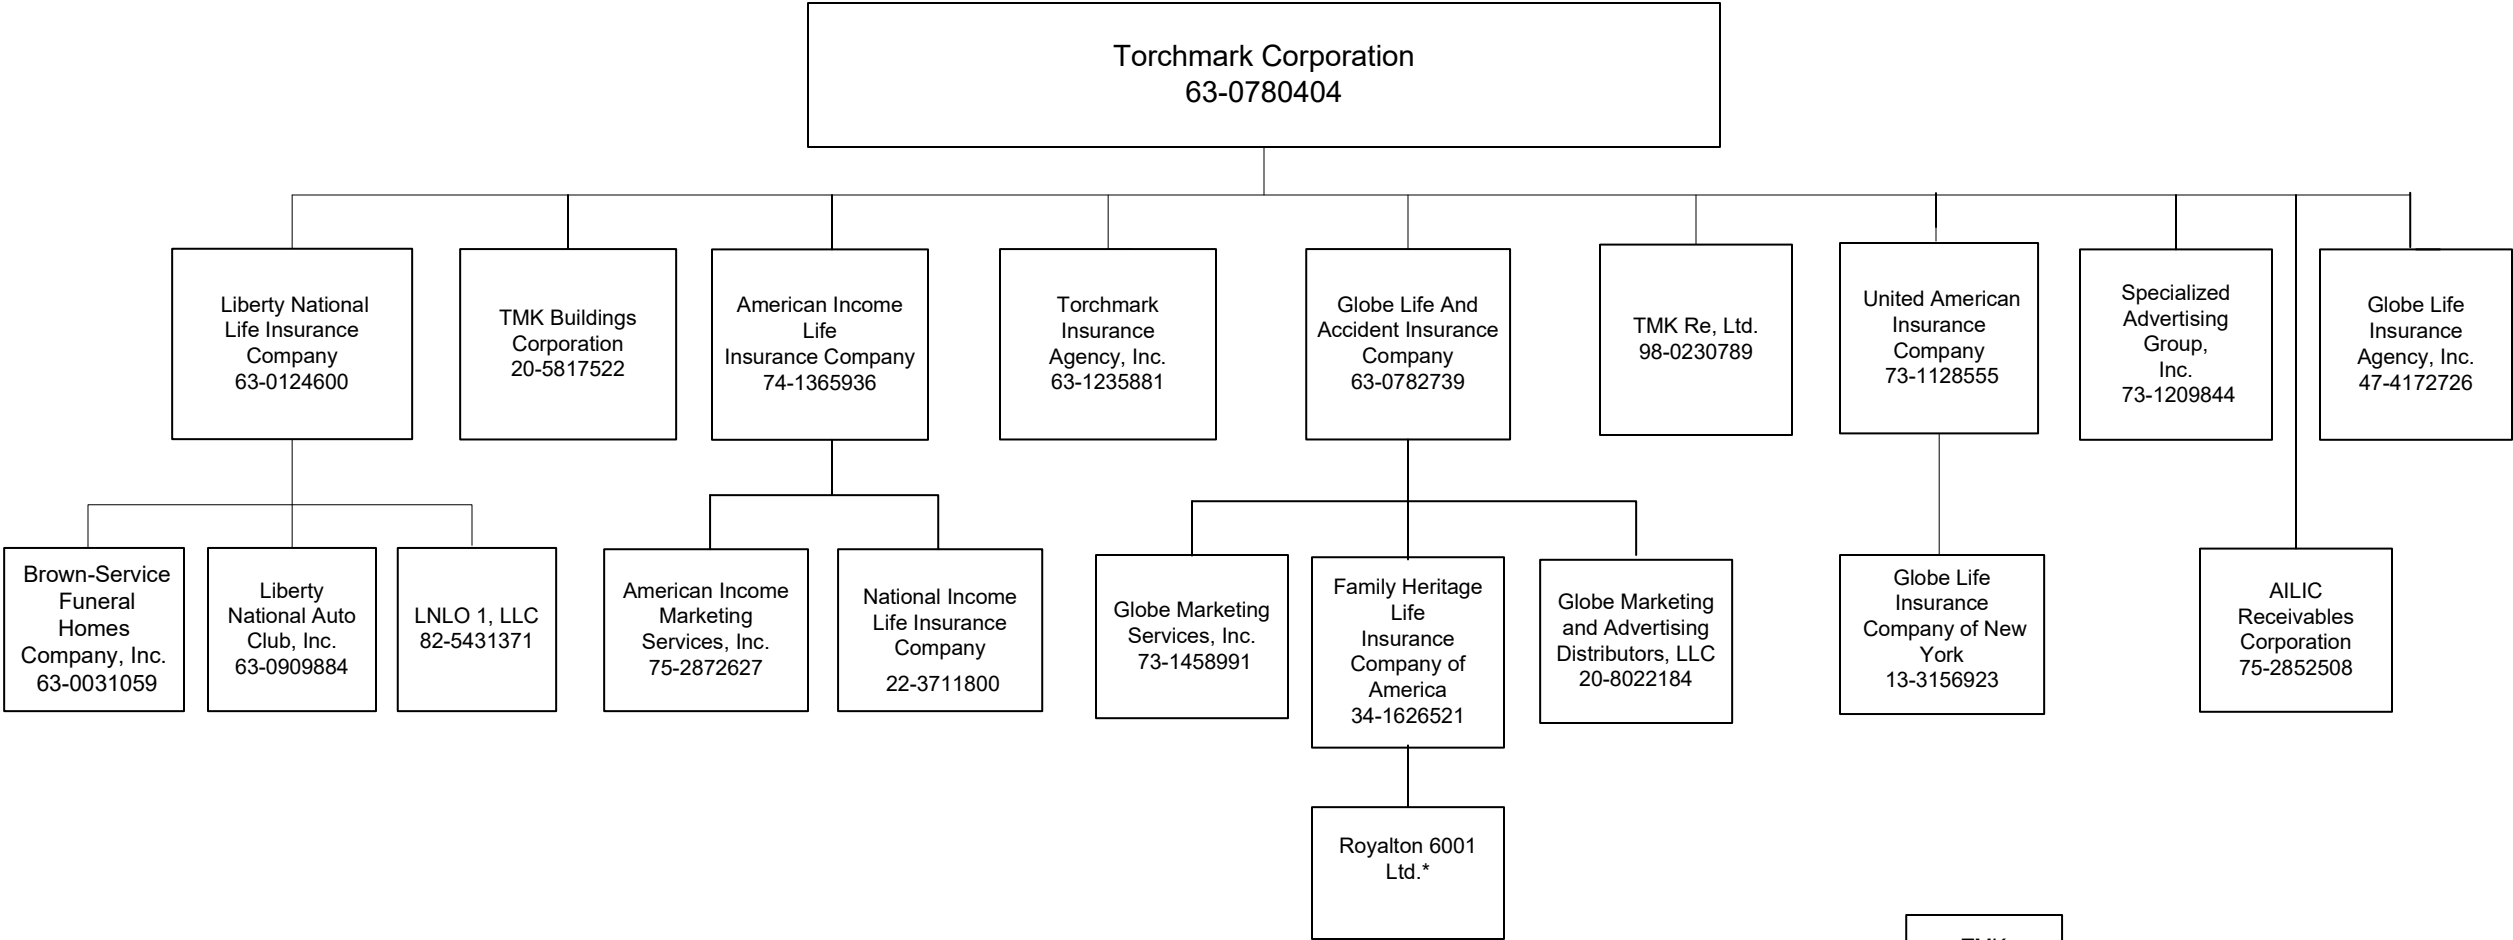 Torchmark Corporation
63-0780404
Liberty National
Life Insurance
Company
63-0124600
TMK Buildings
Corporation
20-5817522
American Income
Life
Insurance Company
74-1365936
Torchmark
Insurance
Agency, Inc.
63-1235881
Globe Life And
Accident Insurance
Company
63-0782739
TMK Re, Ltd.
98-0230789
United American
Insurance
Company
73-1128555
Specialized
Advertising
Group,
Inc.
73-1209844
Globe Life
Insurance
Agency, Inc.
47-4172726
Brown-Service
Funeral
Homes
Company, Inc.
63-0031059
Liberty
National Auto
Club, Inc.
63-0909884
LNLO 1, LLC
82-5431371
American Income
Marketing
Services, Inc.
75-2872627
National Income
Life Insurance
Company
22-3711800
Globe Marketing
Services, Inc.
73-1458991
Family Heritage
Life
Insurance
Company of
America
34-1626521
Globe Marketing
and Advertising
Distributors, LLC
20-8022184
Globe Life
Insurance
Company of New
York
13-3156923
AILIC
Receivables
Corporation
75-2852508
Royalton 6001
Ltd.*
TMK